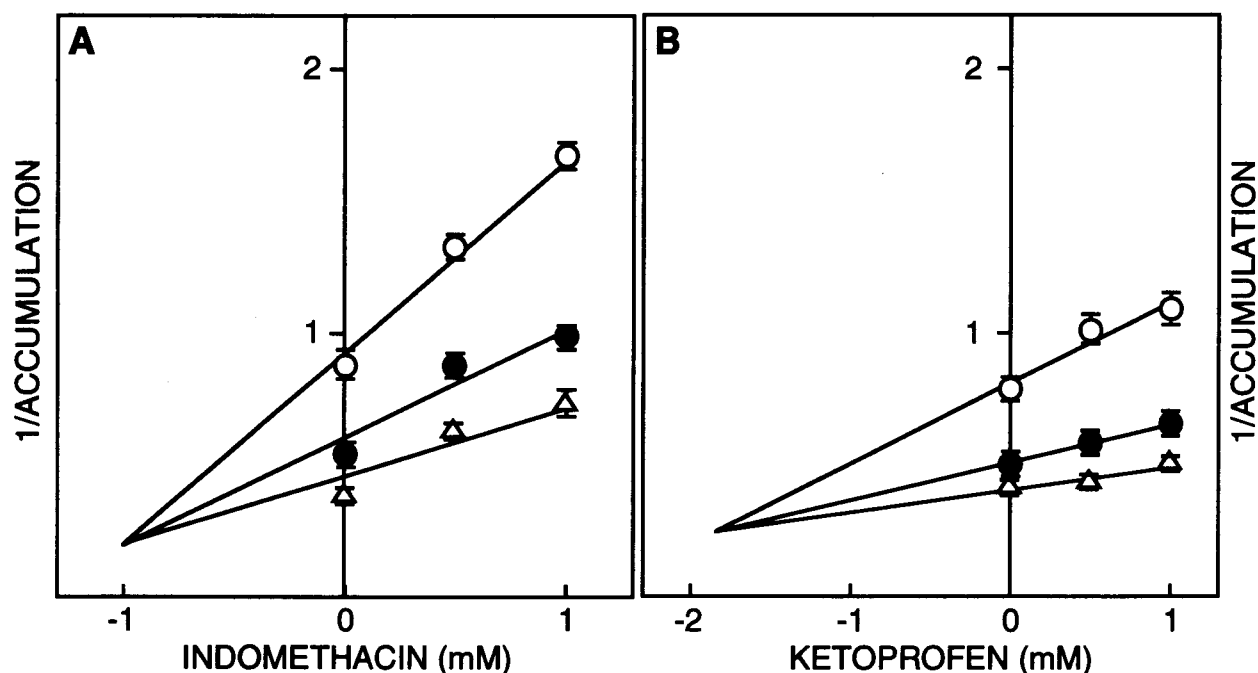 A
2
1
1/ACCUMULATION
-1
0
1
INDOMETHACIN (mM)
B
2
1
1/ACCUMULATION
-2
-1
0
1
KETOPROFEN (mM)